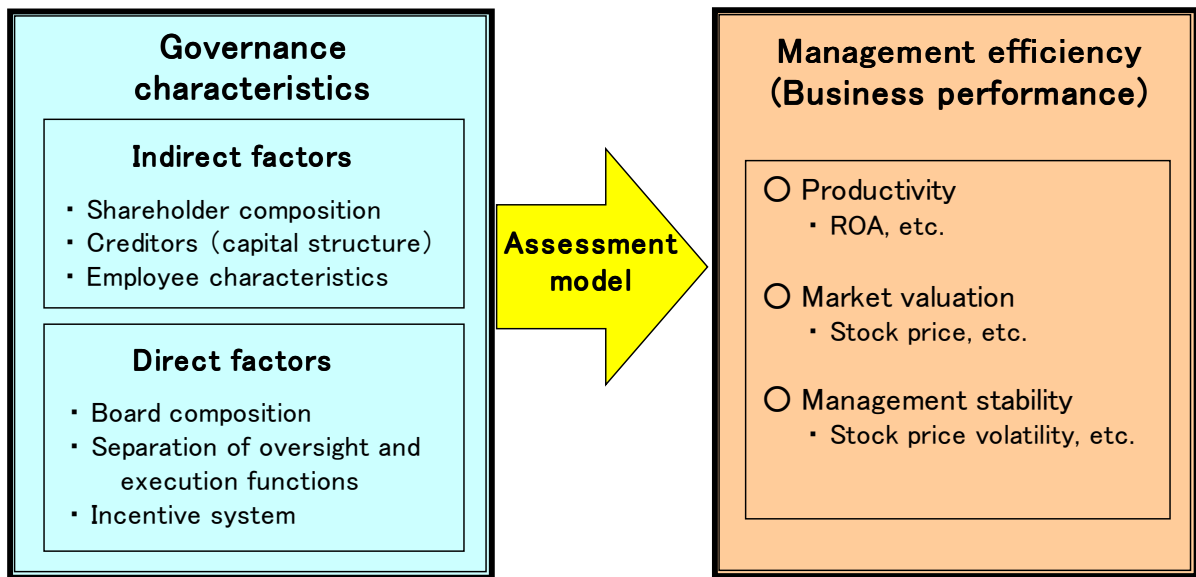 Governance
characteristics
Indirect factors
・ Shareholder composition
・ Creditors (capital structure)
・ Employee characteristics
Direct factors
・ Board composition
・ Separation of oversight and
execution functions
・ Incentive system
Assessment
model
Management efficiency
(Business performance)
○ Productivity
・ ROA, etc.
○ Market valuation
・ Stock price, etc.
○ Management stability
・ Stock price volatility, etc.